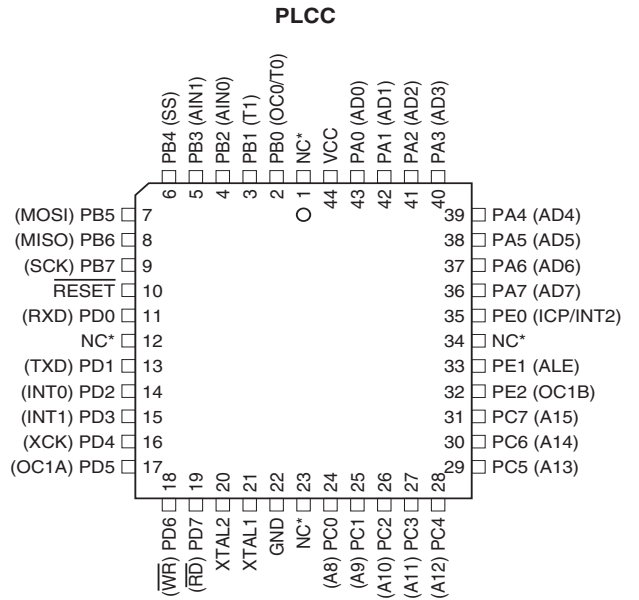 PLCC
PB4 (SS)
PB3 (AIN1)
PB2 (AIN0)
PB1 (T1)
PB0 (OC0/T0)
NC*
VCC
PA0 (AD0)
PA1 (AD1)
PA2 (AD2)
PA3 (AD3)
6
5
4
3
2
1
44
43
42
41
40
(MOSI) PB5 7
(MISO) PB6 8
(SCK) PB7 9
RESET 10
(RXD) PD0 11
NC* 12
(TXD) PD1 13
(INT0) PD2 14
(INT1) PD3 15
(XCK) PD4 16
(OC1A) PD5 17
39 PA4 (AD4)
38 PA5 (AD5)
37 PA6 (AD6)
36 PA7 (AD7)
35 PE0 (ICP/INT2)
34 NC*
33 PE1 (ALE)
32 PE2 (OC1B)
31 PC7 (A15)
30 PC6 (A14)
29 PC5 (A13)
18
19
20
21
22
23
24
25
26
27
28
(WR) PD6
(RD) PD7
XTAL2
XTAL1
GND
NC*
(A8) PC0
(A9) PC1
(A10) PC2
(A11) PC3
(A12) PC4